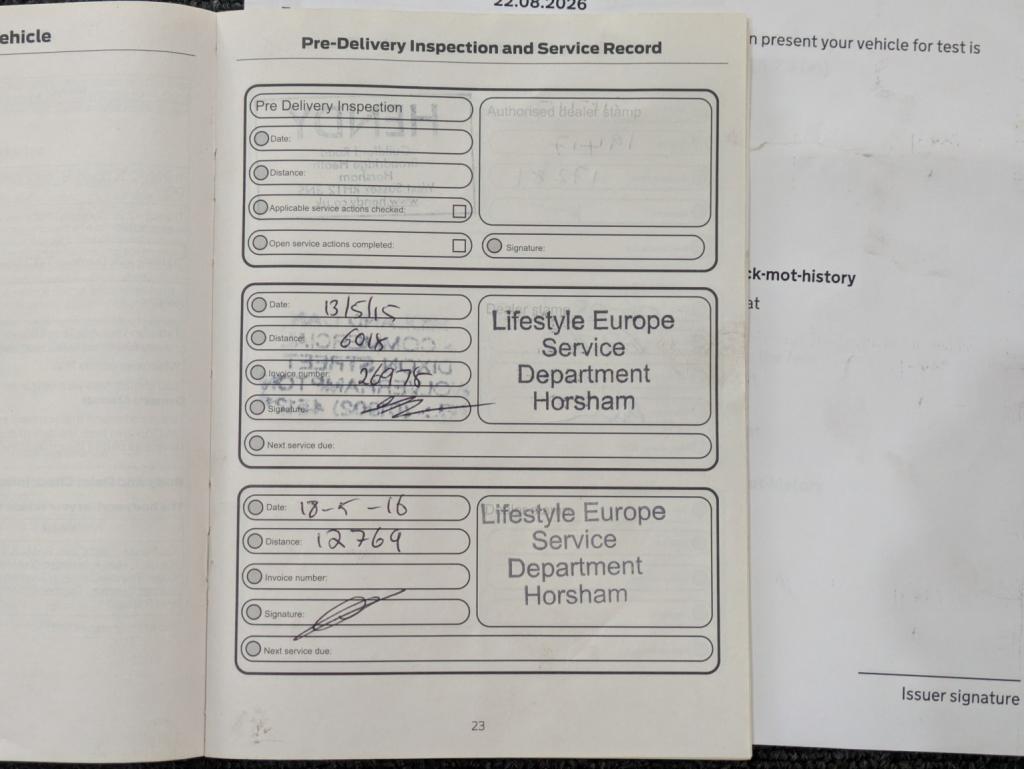 22.08.2026
ehicle
Pre-Delivery Inspection and Service Record
n present your vehicle for test is
Pre Delivery Inspection
Authorised dealer stamp
Date:
Distance:
Applicable service actions checked:
Open service actions completed:
Signature:
ck-mot-history
at
Date: 13/5/15
Distance: 6018
Invoice number: 26978
Signature:
Next service due:
Dealer stamp
Lifestyle Europe
Service
Department
Horsham
Date: 18-5-16
Distance: 12769
Invoice number:
Signature:
Next service due:
Lifestyle Europe
Service
Department
Horsham
Issuer signature
23